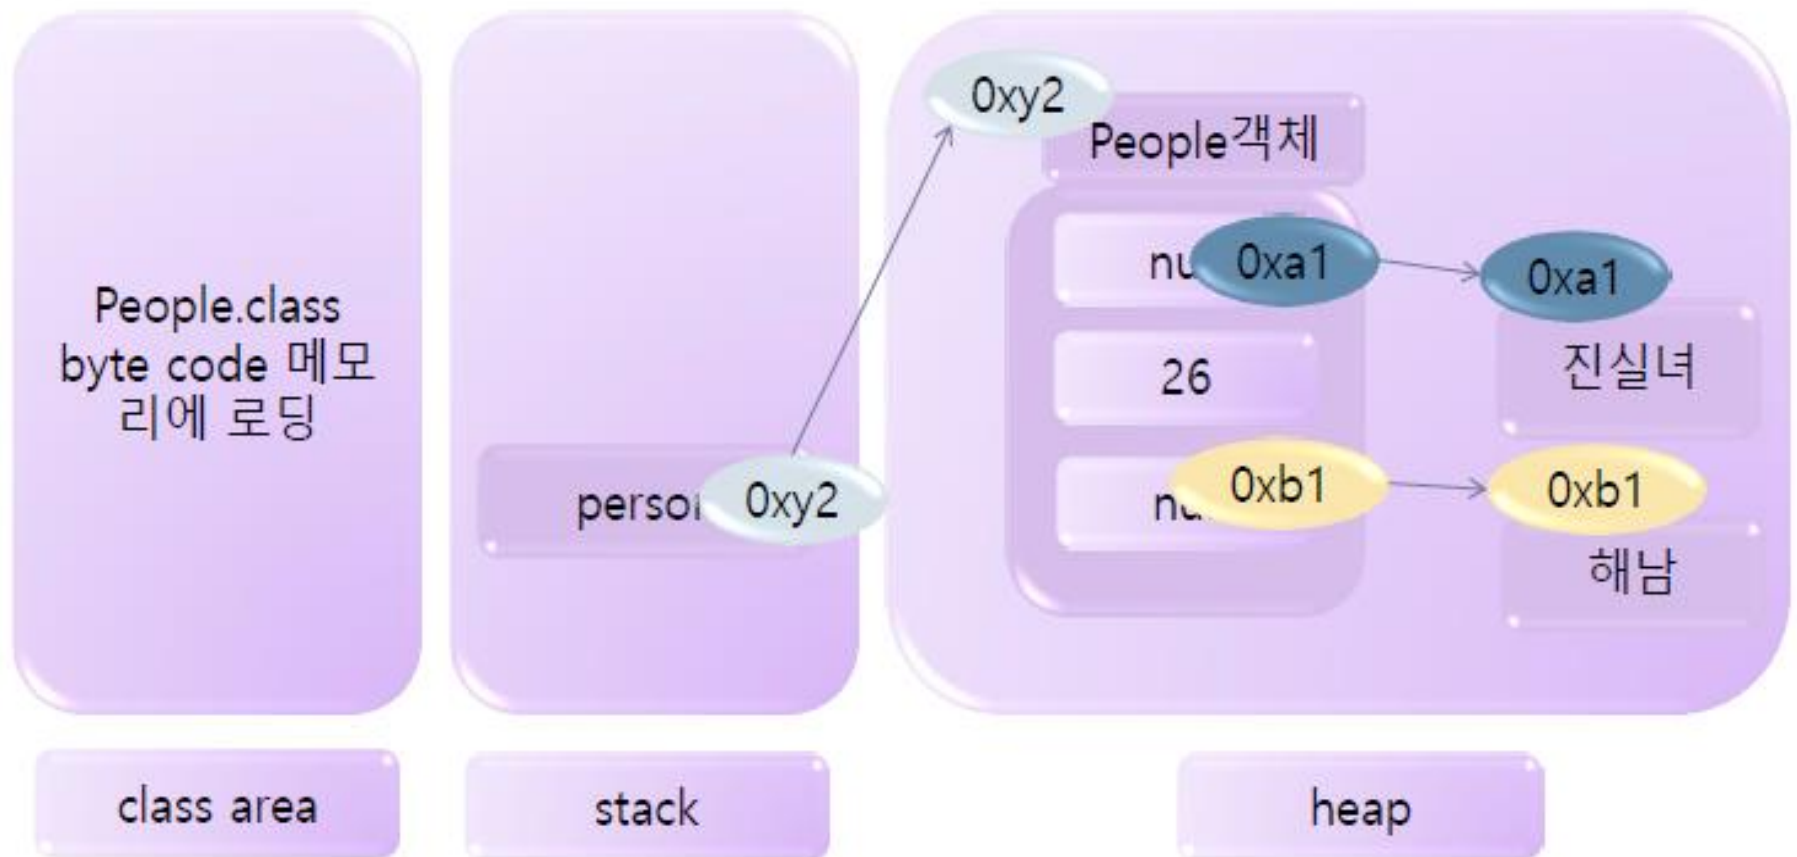 People.class
byte code 메모
리에 로딩
0xy2
0xy2
People객체
0xa1
0xa1
진실녀
26
0xb1
0xb1
해남
class area
stack
heap